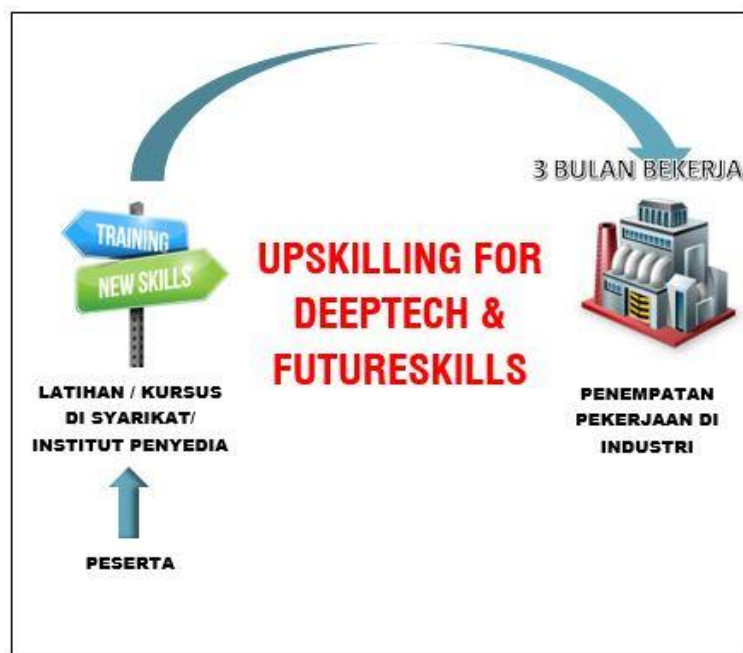 3 BULAN BEKERJA
TRAINING
NEW SKILLS
UPSKILLING FOR
DEEPTECH &
FUTURESKILLS
LATIHAN / KURSUS
DI SYARIKAT/
INSTITUT PENYEDIA
PENEMPATAN
PEKERJAAN DI
INDUSTRI
PESERTA